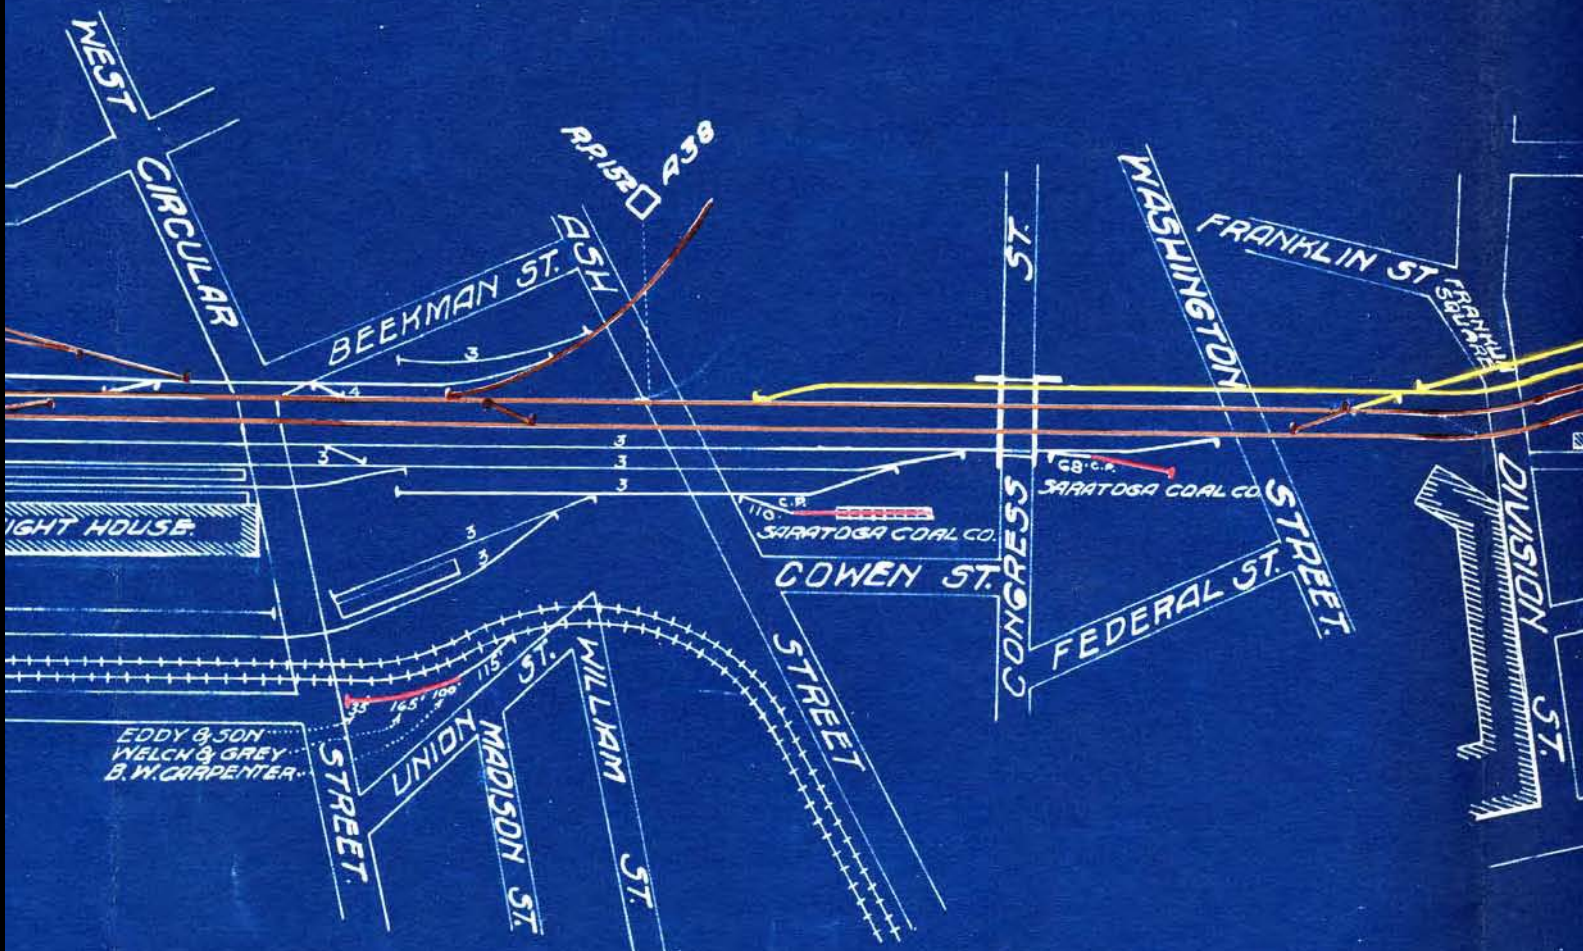 WEST
CIRCULAR
STREET.
R.P.152
A38
BEEKMAN ST.
ASH
STREET
ST.
CONGRESS
WASHINGTON
STREET.
FRANKLIN ST
FRANKLIN
SQUARE
DIVISION
ST.
3
4
3
3
3
3
68'
C.P.
SARATOGA COAL CO.
110'
C.P.
SARATOGA COAL CO.
IGHT HOUSE.
3
3
COWEN ST.
FEDERAL ST.
115'
100'
165'
35'
EDDY & SON
WELCH & GREY
B. W. CARPENTER
UNION
ST.
MADISON ST.
WILLIAM
ST.